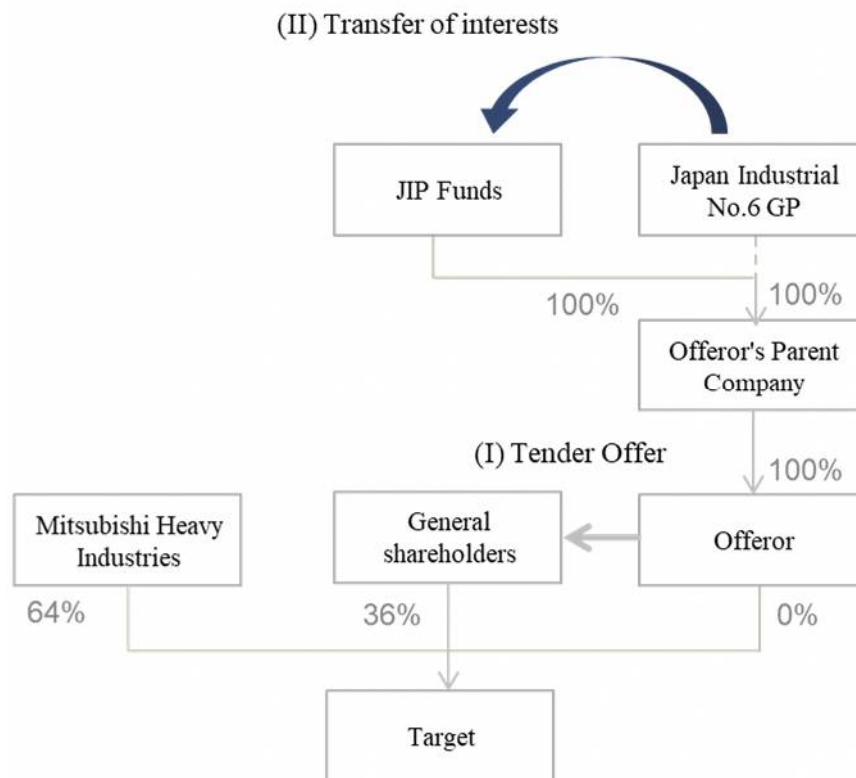 (II) Transfer of interests
JIP Funds
Japan Industrial
No.6 GP
100%
100%
Offeror's Parent
Company
(I) Tender Offer
100%
Mitsubishi Heavy
Industries
General
shareholders
Offeror
64%
36%
0%
Target